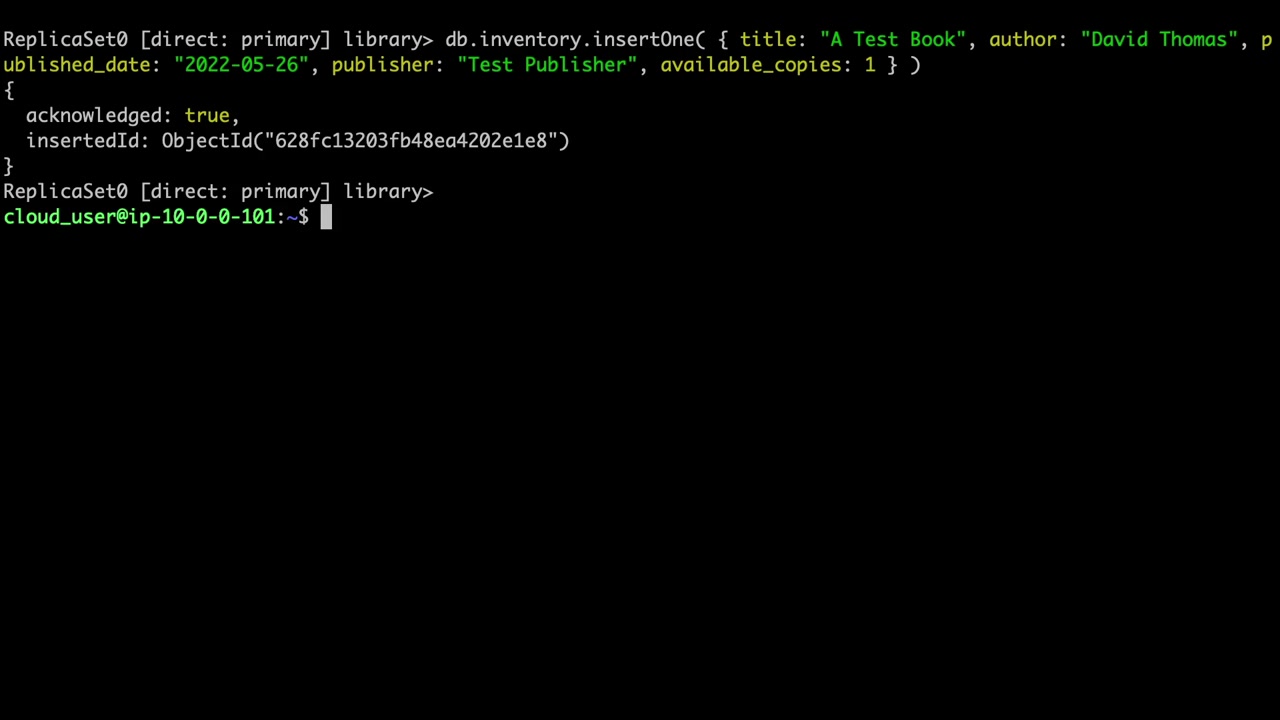 ReplicaSet0 [direct: primary] library> db.inventory.insertOne( { title: "A Test Book", author: "David Thomas", p
ublished_date: "2022-05-26", publisher: "Test Publisher", available_copies: 1 } )
{
  acknowledged: true,
  insertedId: ObjectId("628fc13203fb48ea4202e1e8")
}
ReplicaSet0 [direct: primary] library>
cloud_user@ip-10-0-0-101:~$